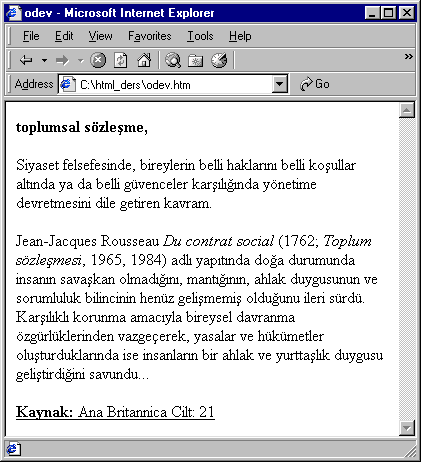 odev - Microsoft Internet Explorer
File Edit View Favorites Tools Help
Address C:\html_ders\odev.htm Go
toplumsal sözleşme,
Siyaset felsefesinde, bireylerin belli haklarını belli koşullar
altında ya da belli güvenceler karşılığında yönetime
devretmesini dile getiren kavram.
Jean-Jacques Rousseau Du contrat social (1762; Toplum
sözleşmesi, 1965, 1984) adlı yapıtında doğa durumunda
insanın savaşkan olmadığını, mantığının, ahlak duygusunun ve
sorumluluk bilincinin henüz gelişmemiş olduğunu ileri sürdü.
Karşılıklı korunma amacıyla bireysel davranma
özgürlüklerinden vazgeçerek, yasalar ve hükümetler
oluşturduklarında ise insanların bir ahlak ve yurttaşlık duygusu
geliştirdiğini savundu...
Kaynak: Ana Britannica Cilt: 21